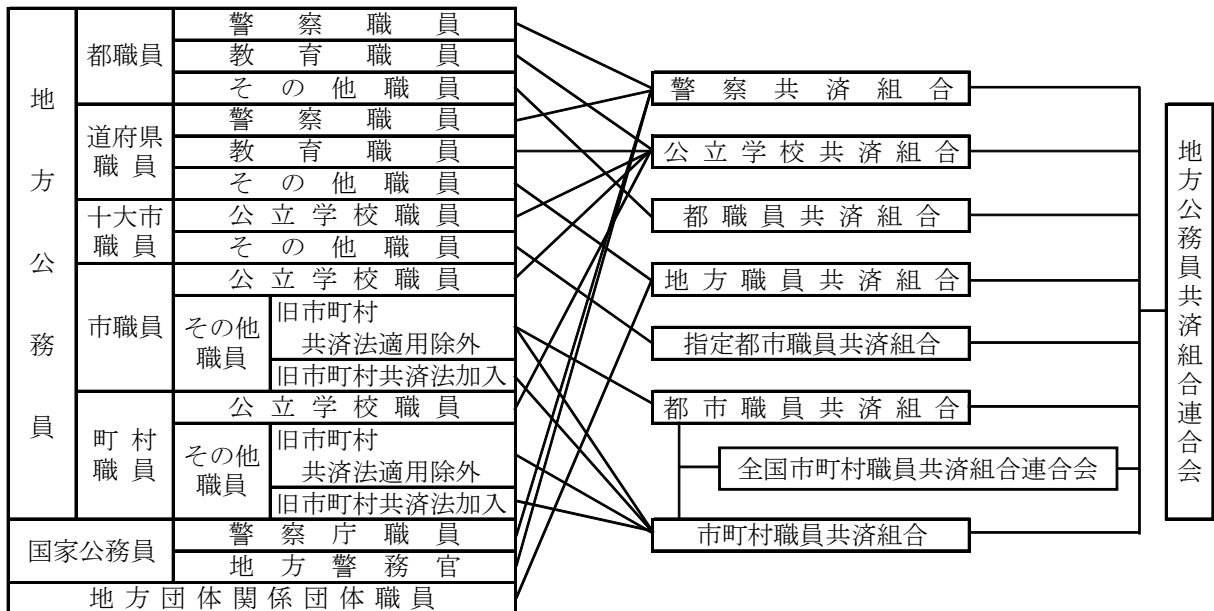 地方公務員
都職員
警察職員
教育職員
その他職員
道府県
職員
警察職員
教育職員
その他職員
十大市
職員
公立学校職員
その他職員
市職員
公立学校職員
その他
職員
旧市町村
共済法適用除外
旧市町村共済法加入
町村
職員
公立学校職員
その他
職員
旧市町村
共済法適用除外
旧市町村共済法加入
国家公務員
警察庁職員
地方警務官
地方団体関係団体職員
警察共済組合
公立学校共済組合
都職員共済組合
地方職員共済組合
指定都市職員共済組合
都市職員共済組合
全国市町村職員共済組合連合会
市町村職員共済組合
地方公務員共済組合連合会